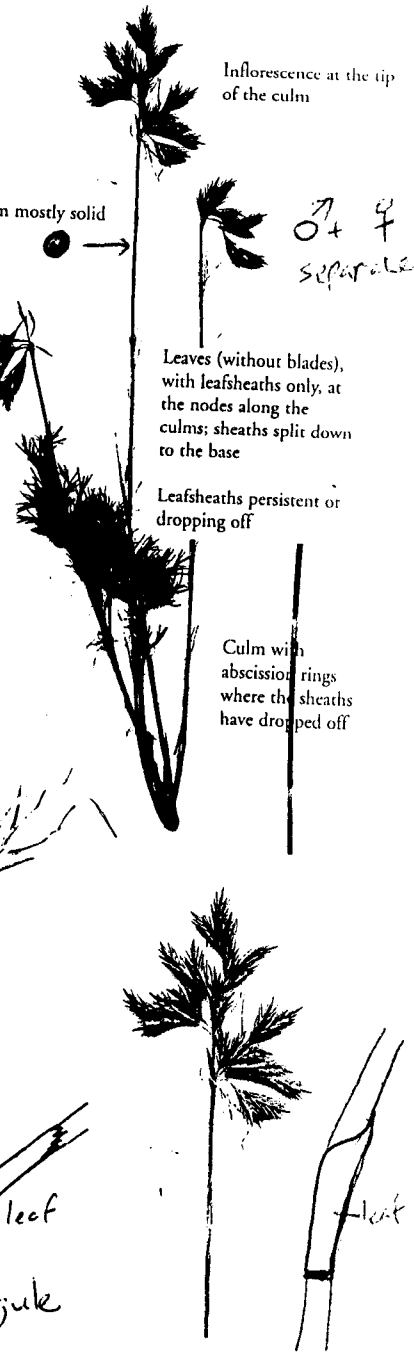 Inflorescence at the tip
of the culm
mostly solid
♂ + ♀
separate
Leaves (without blades),
with leafsheaths only, at
the nodes along the
culms; sheaths split down
to the base
Leafsheaths persistent or
dropping off
Culm with
abscission rings
where the sheaths
have dropped off
leaf
leaf